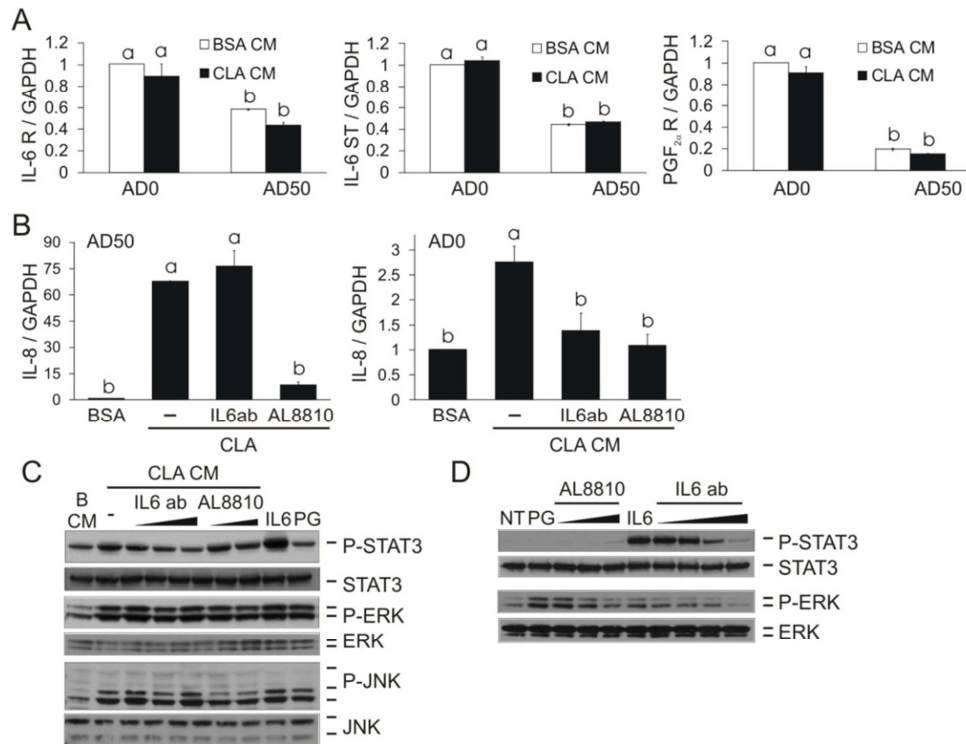 A
IL-6 R / GAPDH
1.2
1
0.8
0.6
0.4
0.2
0
a
a
b
b
BSA CM
CLA CM
AD0
AD50
IL-6 ST / GAPDH
1.2
1
0.8
0.6
0.4
0.2
0
a
a
b
b
BSA CM
CLA CM
AD0
AD50
PGF2α R / GAPDH
1.2
1
0.8
0.6
0.4
0.2
0
a
a
b
b
BSA CM
CLA CM
AD0
AD50
B
IL-8 / GAPDH
90
75
60
45
30
15
0
AD50
b
a
a
b
BSA
–
IL6ab
AL8810
CLA
IL-8 / GAPDH
3
2.5
2
1.5
1
0.5
0
AD0
b
a
b
b
BSA
–
IL6ab
AL8810
CLA CM
C
CLA CM
B
CM
-
IL6 ab
AL8810
IL6
PG
P-STAT3
STAT3
P-ERK
ERK
P-JNK
JNK
D
AL8810
IL6 ab
NT
PG
IL6
P-STAT3
STAT3
P-ERK
ERK